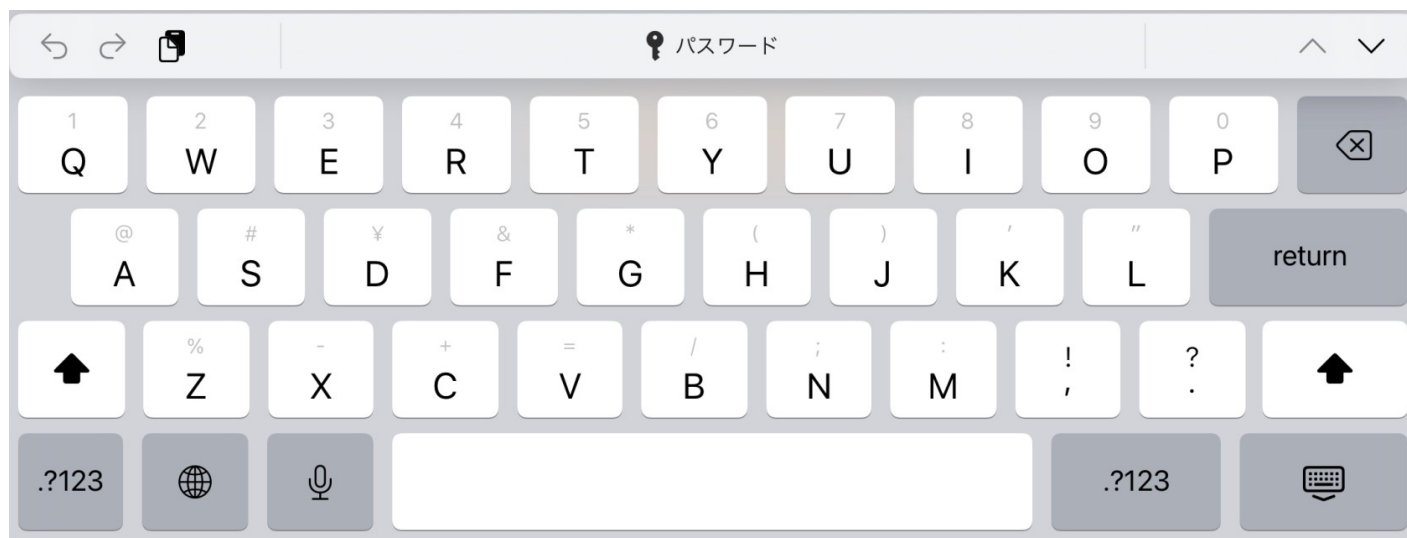 パスワード
1 2 3 4 5 6 7 8 9 0
Q W E R T Y U I O P
@ # ¥ & * ( ) ' "
A S D F G H J K L return
% - + = / ; : ! ?
Z X C V B N M , .
.?123 .?123